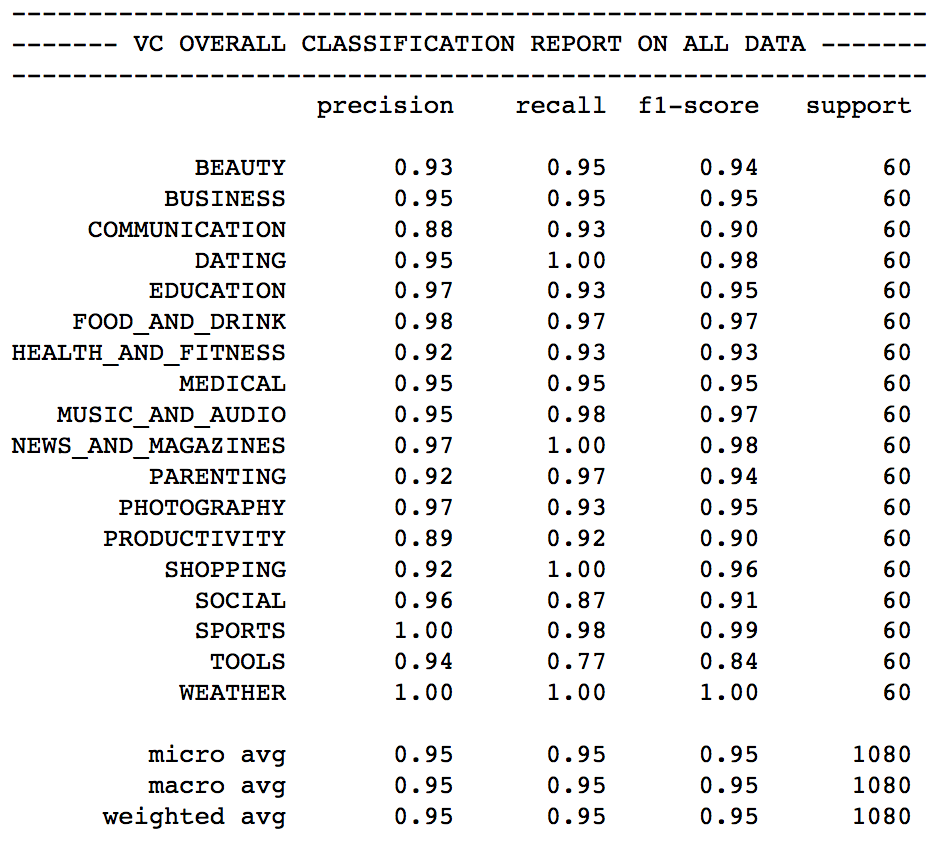 ------------------------------------------------------------
------- VC OVERALL CLASSIFICATION REPORT ON ALL DATA -------
------------------------------------------------------------
precision recall f1-score support
BEAUTY 0.93 0.95 0.94 60
BUSINESS 0.95 0.95 0.95 60
COMMUNICATION 0.88 0.93 0.90 60
DATING 0.95 1.00 0.98 60
EDUCATION 0.97 0.93 0.95 60
FOOD_AND_DRINK 0.98 0.97 0.97 60
HEALTH_AND_FITNESS 0.92 0.93 0.93 60
MEDICAL 0.95 0.95 0.95 60
MUSIC_AND_AUDIO 0.95 0.98 0.97 60
NEWS_AND_MAGAZINES 0.97 1.00 0.98 60
PARENTING 0.92 0.97 0.94 60
PHOTOGRAPHY 0.97 0.93 0.95 60
PRODUCTIVITY 0.89 0.92 0.90 60
SHOPPING 0.92 1.00 0.96 60
SOCIAL 0.96 0.87 0.91 60
SPORTS 1.00 0.98 0.99 60
TOOLS 0.94 0.77 0.84 60
WEATHER 1.00 1.00 1.00 60
micro avg 0.95 0.95 0.95 1080
macro avg 0.95 0.95 0.95 1080
weighted avg 0.95 0.95 0.95 1080